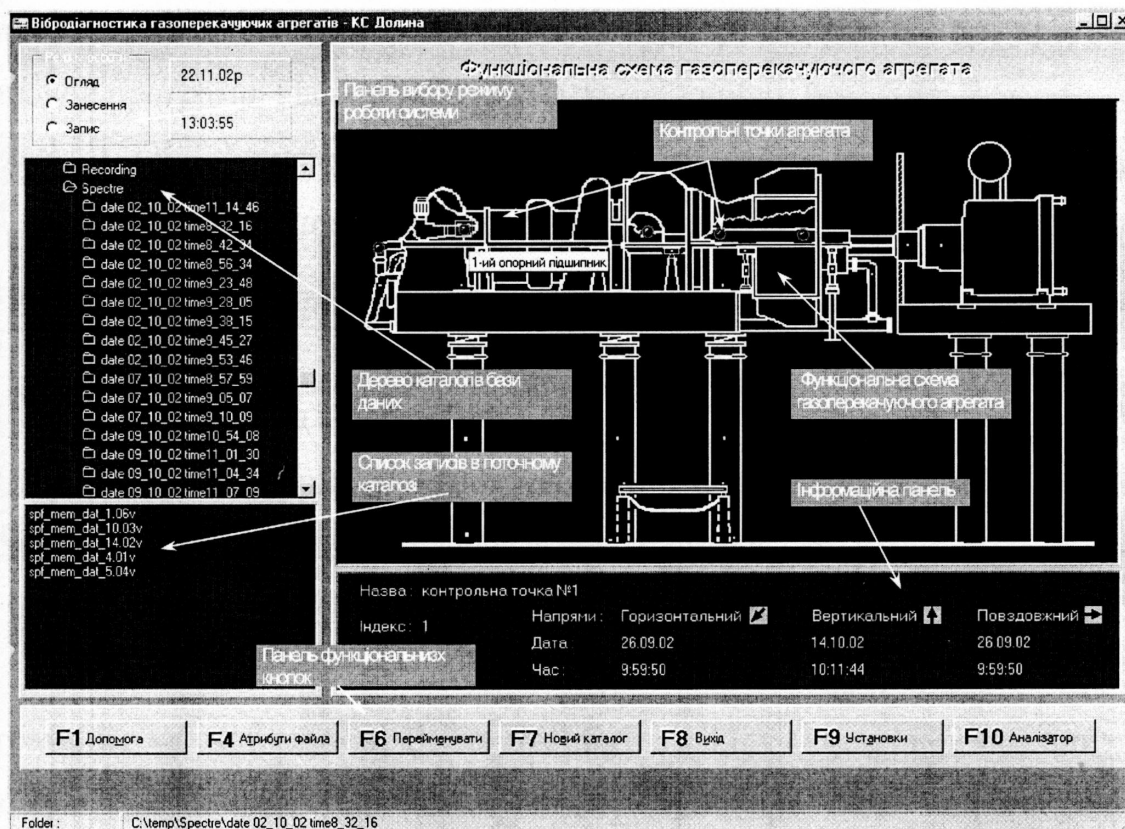 Вібродіагностика газоперекачуючих агрегатів - КС Долина
Огляд
Занесення
Запис
22.11.02р
13:03:55
Recording
Spectre
date 02_10_02 time11_14_46
date 02_10_02 time8_32_16
date 02_10_02 time8_42_34
date 02_10_02 time8_56_34
date 02_10_02 time9_23_48
date 02_10_02 time9_28_05
date 02_10_02 time9_38_15
date 02_10_02 time9_45_27
date 02_10_02 time9_53_46
date 07_10_02 time8_57_59
date 07_10_02 time9_05_07
date 07_10_02 time9_10_09
date 09_10_02 time10_54_08
date 09_10_02 time11_01_30
date 09_10_02 time11_04_34
date 09_10_02 time11_07_09
spf_mem_dat_1.06v
spf_mem_dat_10.03v
spf_mem_dat_14.02v
spf_mem_dat_4.01v
spf_mem_dat_5.04v
Функціональна схема газоперекачуючого агрегата
Панель вибору режиму
роботи системи
Контрольні точки агрегата
1-ий опорний підшипник
Дерево каталогів бази
даних
Функціональна схема
газоперекачуючого агрегата
Список записів в поточному
каталозі
Інформаційна панель
Назва: контрольна точка №1
Індекс: 1
Напрями: Горизонтальний Вертикальний Повздовжний
Дата 26.09.02 14.10.02 26.09.02
Час: 9:59:50 10:11:44 9:59:50
Панель функціональнизх
кнопок
F1 Допомога F4 Атрибути файла F6 Перейменувати F7 Новий каталог F8 Вихід F9 Установки F10 Аналізатор
Folder: C:\temp\Spectre\date 02_10_02 time8_32_16